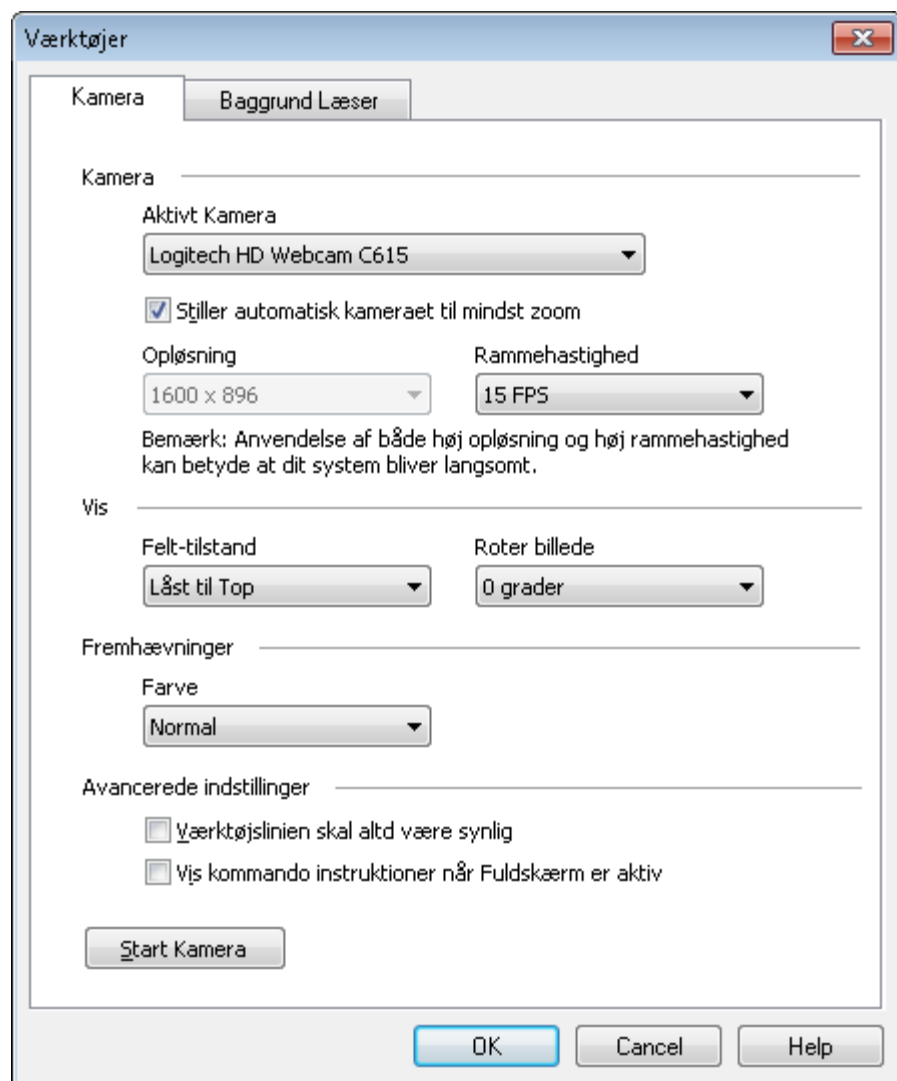 Værktøjer
Kamera
Baggrund Læser
Kamera
Aktivt Kamera
Logitech HD Webcam C615
Stiller automatisk kameraet til mindst zoom
Opløsning
Rammehastighed
1600 x 896
15 FPS
Bemærk: Anvendelse af både høj opløsning og høj rammehastighed
kan betyde at dit system bliver langsomt.
Vis
Felt-tilstand
Roter billede
Låst til Top
0 grader
Fremhævninger
Farve
Normal
Avancerede indstillinger
Værktøjslinien skal altd være synlig
Vis kommando instruktioner når Fuldskærm er aktiv
Start Kamera
OK
Cancel
Help